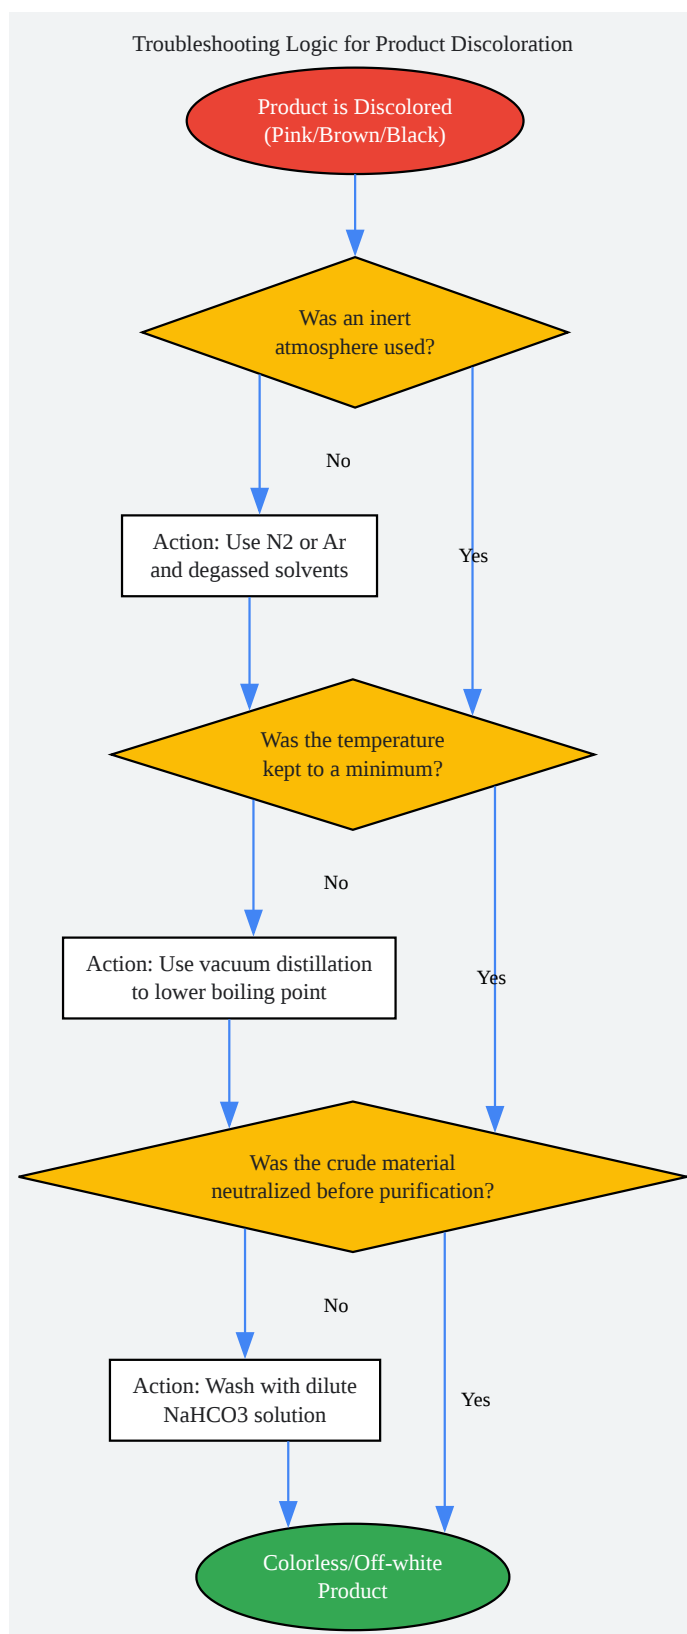 Troubleshooting Logic for Product Discoloration
Product is Discolored
(Pink/Brown/Black)
Was an inert
atmosphere used?
No
Action: Use N2 or Ar
and degassed solvents
Yes
Was the temperature
kept to a minimum?
No
Action: Use vacuum distillation
to lower boiling point
Yes
Was the crude material
neutralized before purification?
No
Action: Wash with dilute
NaHCO3 solution
Yes
Colorless/Off-white
Product